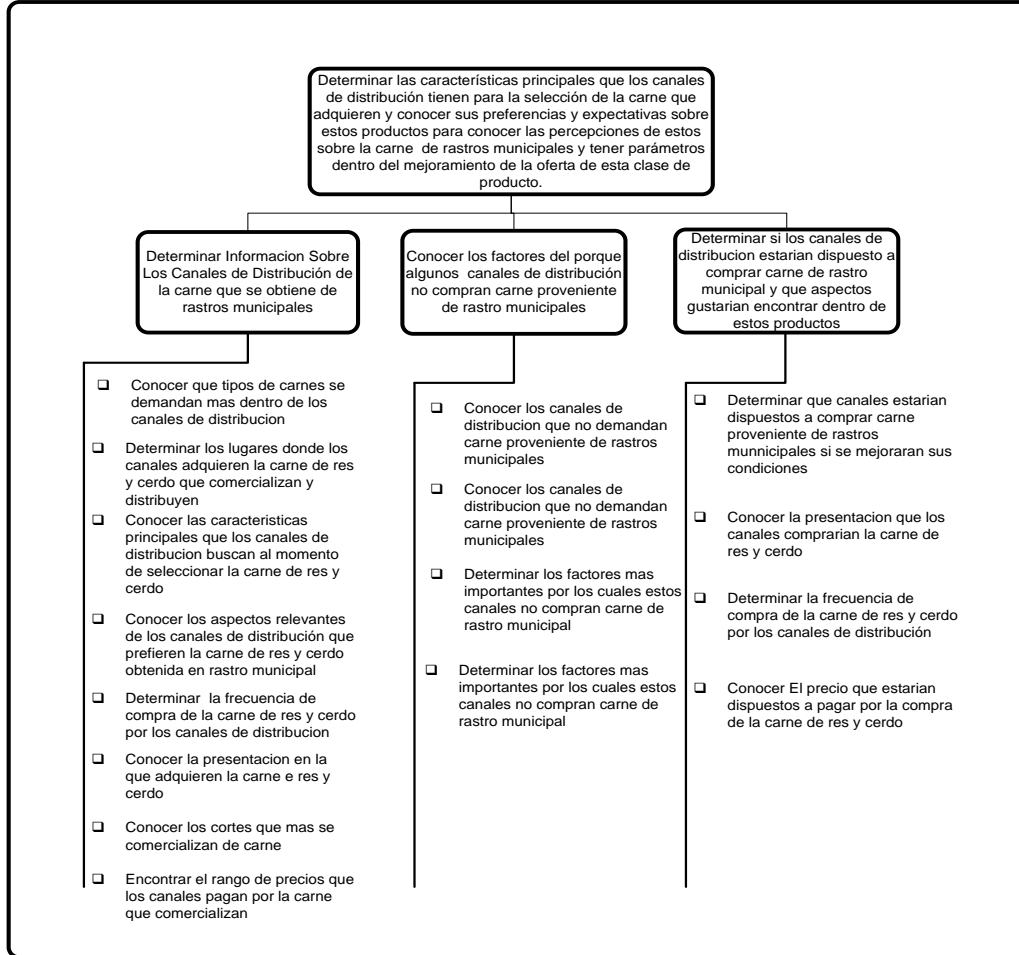 Determinar las características principales que los canales
de distribución tienen para la selección de la carne que
adquieren y conocer sus preferencias y expectativas sobre
estos productos para conocer las percepciones de estos
sobre la carne de rastros municipales y tener parámetros
dentro del mejoramiento de la oferta de esta clase de
producto.
Determinar Informacion Sobre
Los Canales de Distribución de
la carne que se obtiene de
rastros municipales
Conocer los factores del porque
algunos canales de distribución
no compran carne proveniente
de rastro municipales
Determinar si los canales de
distribucion estarian dispuesto a
comprar carne de rastro
municipal y que aspectos
gustarian encontrar dentro de
estos productos
❑ Conocer que tipos de carnes se
demandan mas dentro de los
canales de distribucion
❑ Determinar los lugares donde los
canales adquieren la carne de res
y cerdo que comercializan y
distribuyen
❑ Conocer las caracteristicas
principales que los canales de
distribucion buscan al momento
de seleccionar la carne de res y
cerdo
❑ Conocer los aspectos relevantes
de los canales de distribución que
prefieren la carne de res y cerdo
obtenida en rastro municipal
❑ Determinar la frecuencia de
compra de la carne de res y cerdo
por los canales de distribucion
❑ Conocer la presentacion en la
que adquieren la carne e res y
cerdo
❑ Conocer los cortes que mas se
comercializan de carne
❑ Encontrar el rango de precios que
los canales pagan por la carne
que comercializan
❑ Conocer los canales de
distribucion que no demandan
carne proveniente de rastros
municipales
❑ Conocer los canales de
distribucion que no demandan
carne proveniente de rastros
municipales
❑ Determinar los factores mas
importantes por los cuales estos
canales no compran carne de
rastro municipal
❑ Determinar los factores mas
importantes por los cuales estos
canales no compran carne de
rastro municipal
❑ Determinar que canales estarian
dispuestos a comprar carne
proveniente de rastros
munnicipales si se mejoraran sus
condiciones
❑ Conocer la presentacion que los
canales comprarian la carne de
res y cerdo
❑ Determinar la frecuencia de
compra de la carne de res y cerdo
por los canales de distribución
❑ Conocer El precio que estarian
dispuestos a pagar por la compra
de la carne de res y cerdo